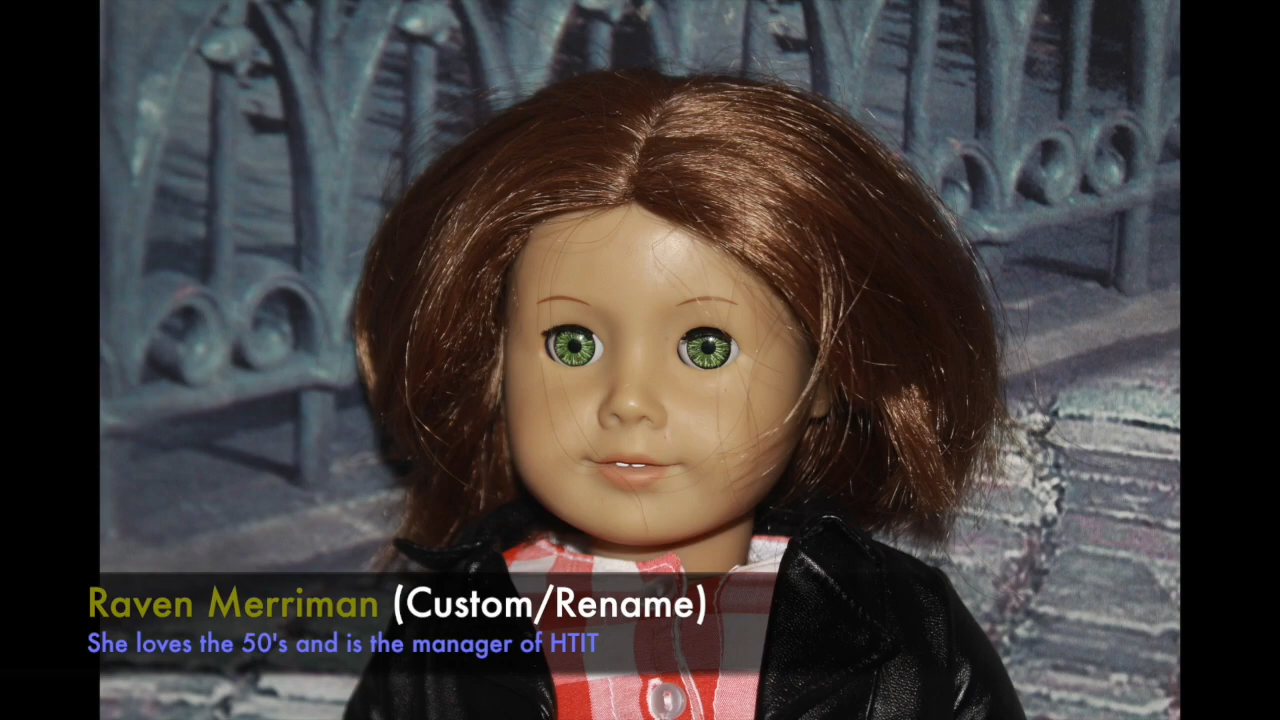 Raven Merriman (Custom/Rename)
She loves the 50's and is the manager of HTIT